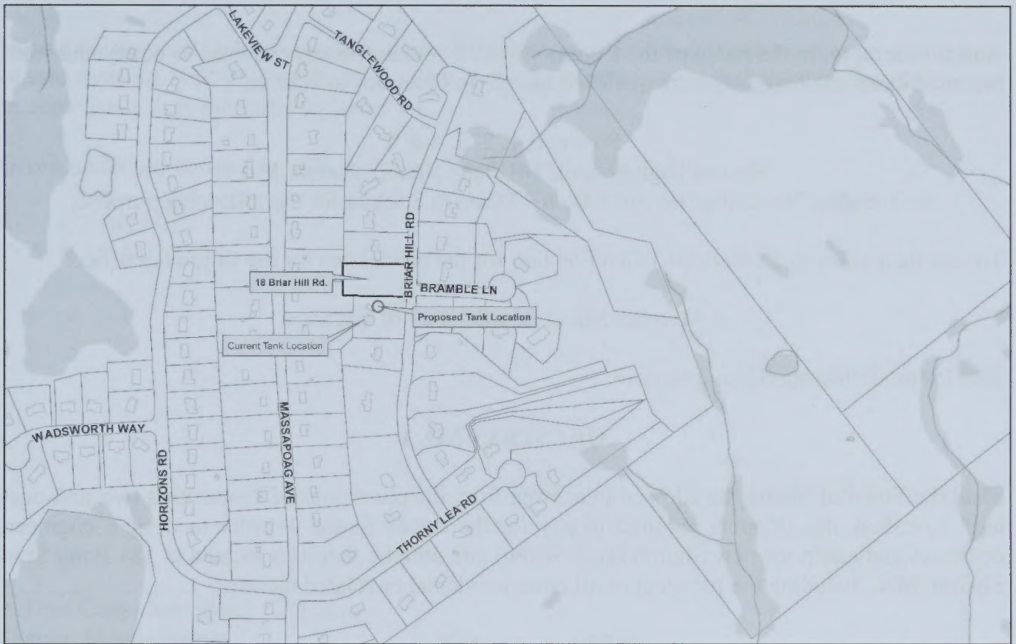 LAKEVIEW ST
TANGLEWOOD RD
BRIAR HILL RD
18 Briar Hill Rd.
BRAMBLE LN
Proposed Tank Location
Current Tank Location
MASSAPOAG AVE
WADSWORTH WAY
HORIZONS RD
THORNY LEA RD